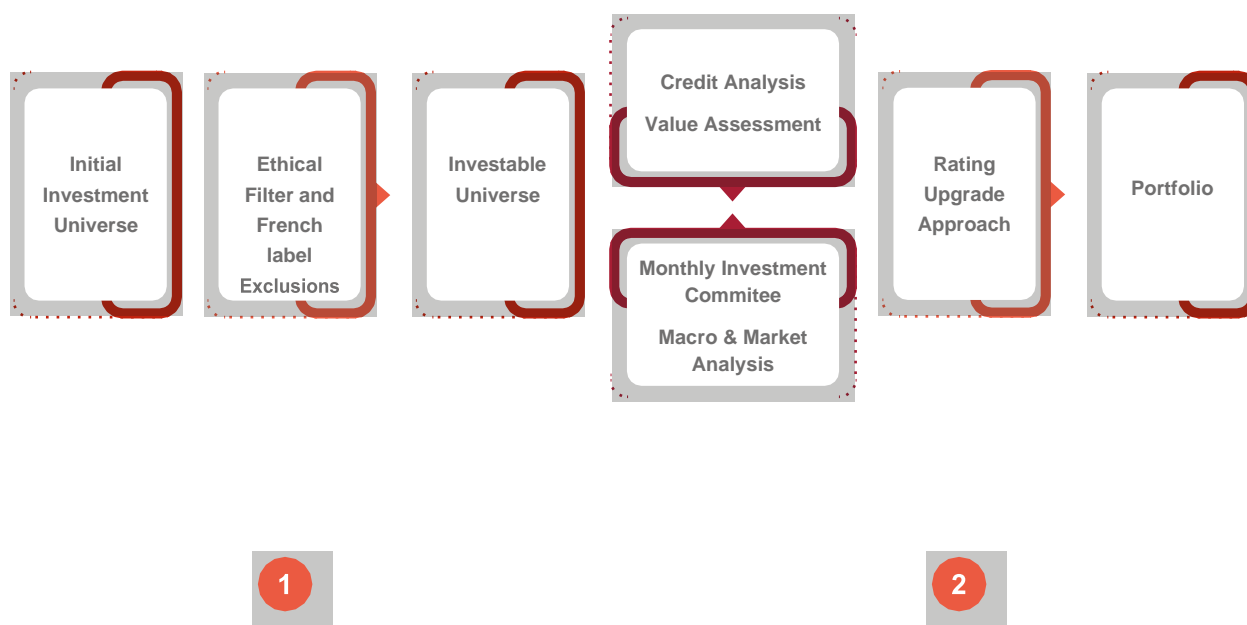 Initial
Investment
Universe
Ethical
Filter and
French
label
Exclusions
Investable
Universe
Credit Analysis
Value Assessment
Monthly Investment
Commitee
Macro & Market
Analysis
Rating
Upgrade
Approach
Portfolio
1
2